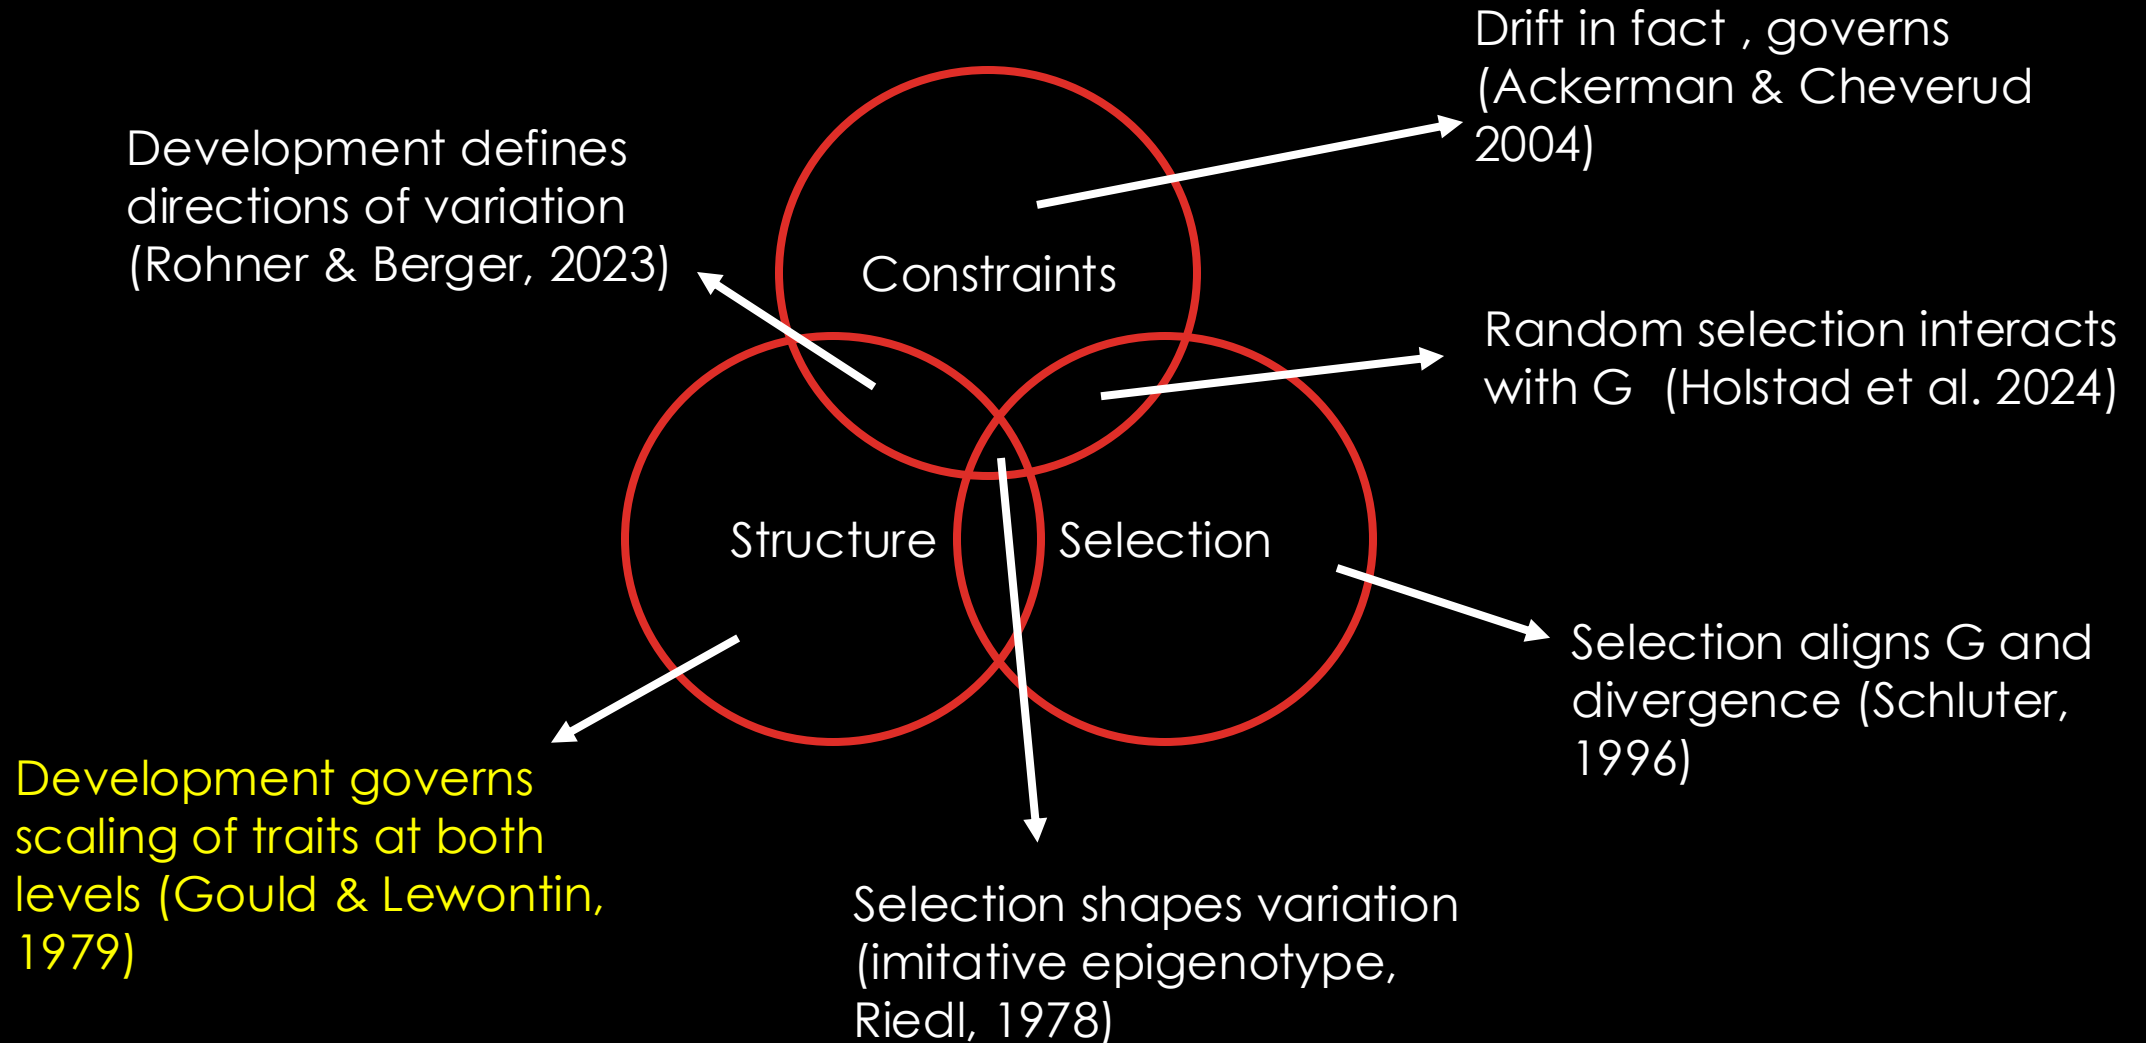 Drift in fact , governs
(Ackerman & Cheverud
2004)
Development defines
directions of variation
(Rohner & Berger, 2023)
Constraints
Random selection interacts
with G  (Holstad et al. 2024)
Structure
Selection
Selection aligns G and
divergence (Schluter,
1996)
Development governs
scaling of traits at both
levels (Gould & Lewontin,
1979)
Selection shapes variation
(imitative epigenotype,
Riedl, 1978)